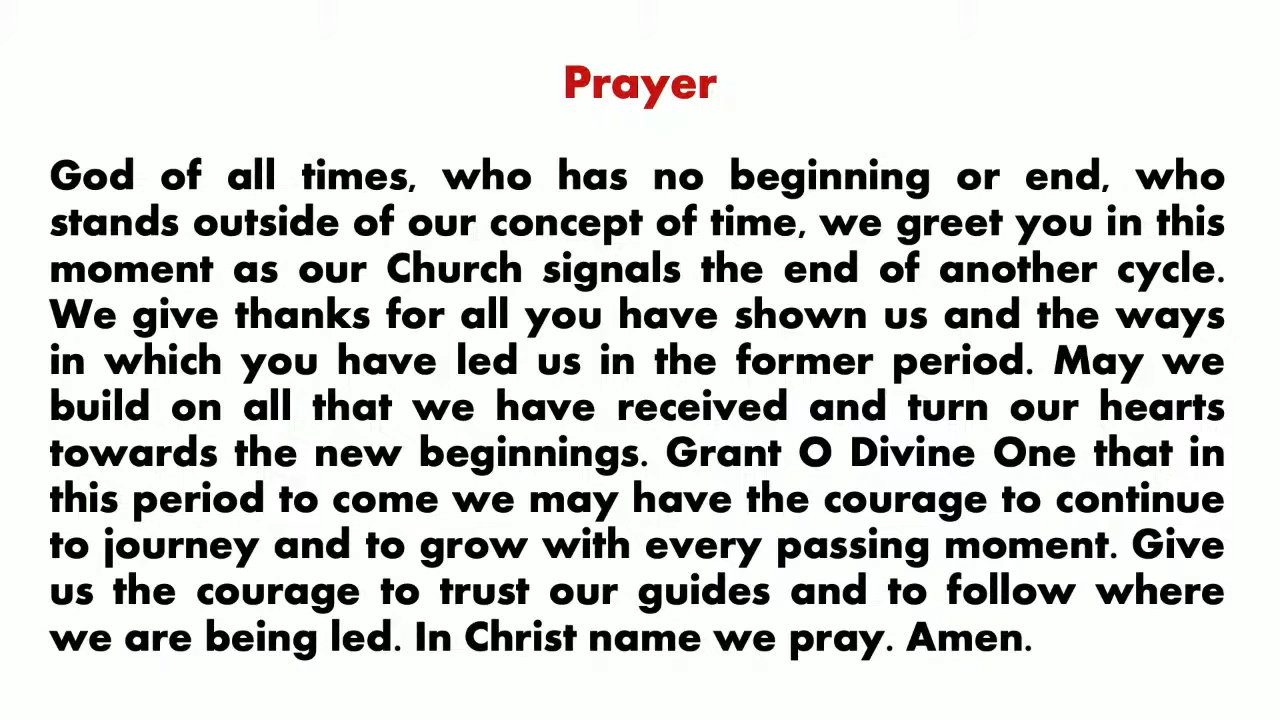 Prayer
God of all times, who has no beginning or end, who
stands outside of our concept of time, we greet you in this
moment as our Church signals the end of another cycle.
We give thanks for all you have shown us and the ways
in which you have led us in the former period. May we
build on all that we have received and turn our hearts
towards the new beginnings. Grant O Divine One that in
this period to come we may have the courage to continue
to journey and to grow with every passing moment. Give
us the courage to trust our guides and to follow where
we are being led. In Christ name we pray. Amen.